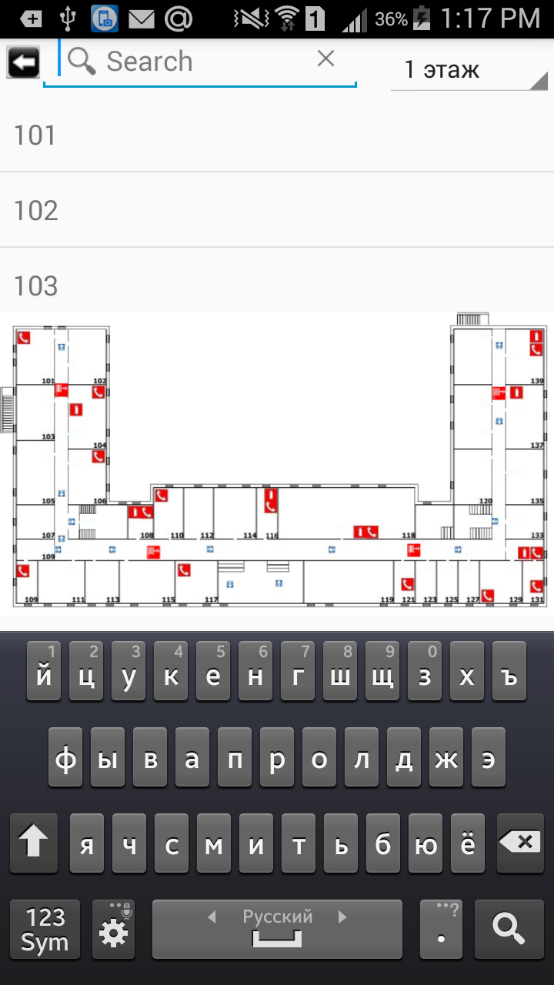 1 36% 1:17 PM
Search 1 этаж
101
102
103
101 102 139
103 104 137
105 106 120 135
107 108 110 112 114 116 118 133
109
109 111 113 115 117 119 121 123 125 127 129 131
1 2 3 4 5 6 7 8 9 0
й ц у к е н г ш щ з х ъ
ф ы в а п р о л д ж э
я ч с м и т ь б ю ё
123 Sym Русский . ?